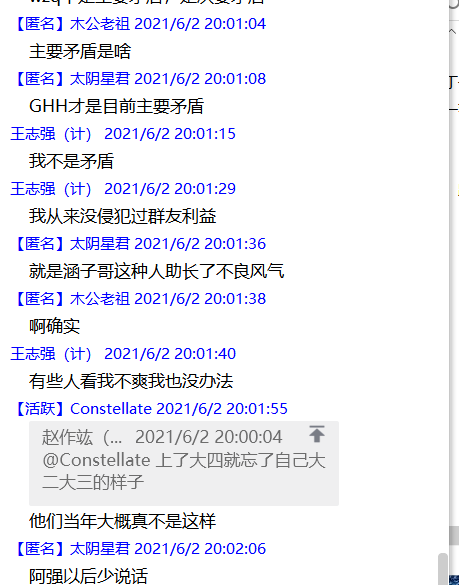 【匿名】木公老祖 2021/6/2 20:01:04
主要矛盾是啥
【匿名】太阴星君 2021/6/2 20:01:08
GHH才是目前主要矛盾
王志强（计） 2021/6/2 20:01:15
我不是矛盾
王志强（计） 2021/6/2 20:01:29
我从来没侵犯过群友利益
【匿名】太阴星君 2021/6/2 20:01:36
就是涵子哥这种人助长了不良风气
【匿名】木公老祖 2021/6/2 20:01:38
啊确实
王志强（计） 2021/6/2 20:01:40
有些人看我不爽我也没办法
【活跃】Constellate 2021/6/2 20:01:55
赵作竑（... 2021/6/2 20:00:04
@Constellate 上了大四就忘了自己大
二大三的样子
他们当年大概真不是这样
【匿名】太阴星君 2021/6/2 20:02:06
阿强以后少说话